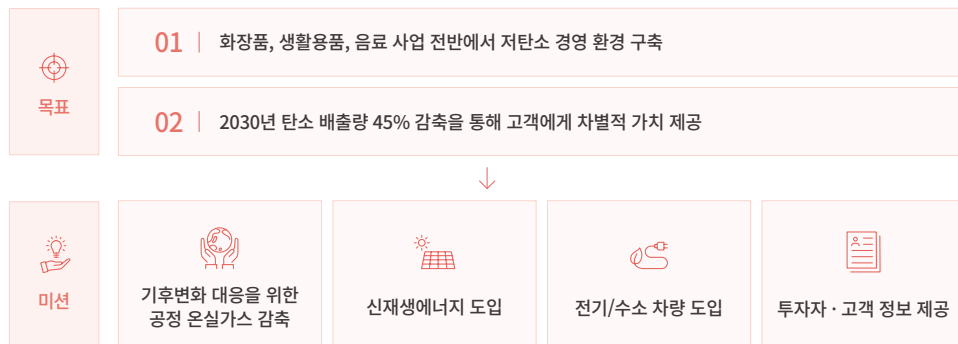 목표
01
화장품, 생활용품, 음료 사업 전반에서 저탄소 경영 환경 구축
02
2030년 탄소 배출량 45% 감축을 통해 고객에게 차별적 가치 제공
미션
기후변화 대응을 위한
공정 온실가스 감축
신재생에너지 도입
전기/수소 차량 도입
투자자 · 고객 정보 제공